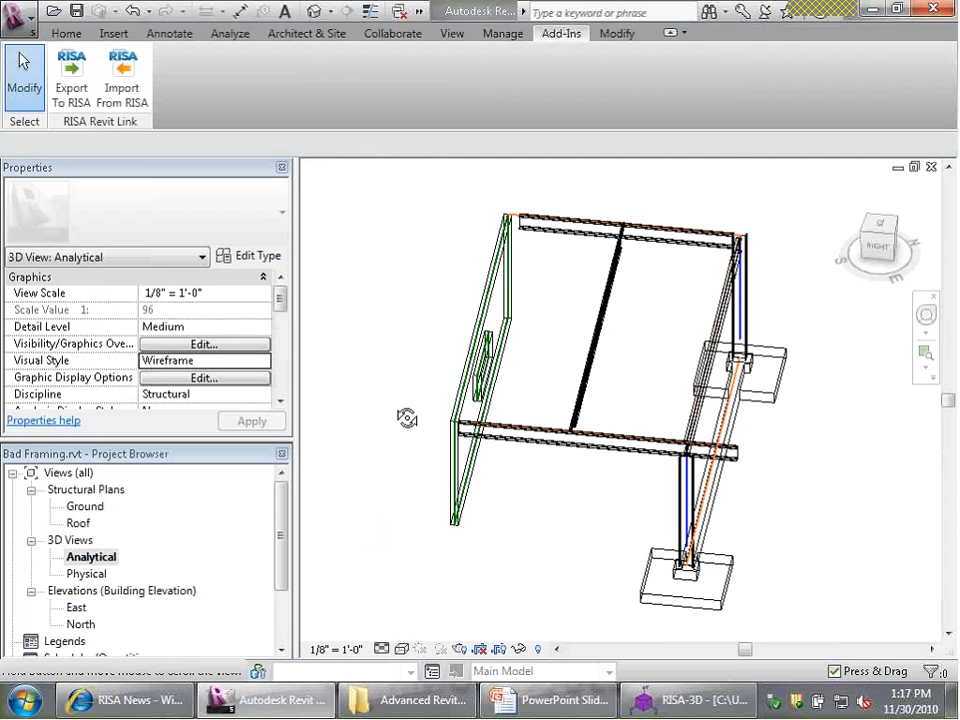 Autodesk Re...
Type a keyword or phrase
Home Insert Annotate Analyze Architect & Site Collaborate View Manage Add-Ins Modify
Modify
RISA
Export
To RISA
RISA
Import
From RISA
Select
RISA Revit Link
Properties
3D View: Analytical
Edit Type
Graphics
View Scale 1/8" = 1'-0"
Scale Value 1: 96
Detail Level Medium
Visibility/Graphics Ove... Edit...
Visual Style Wireframe
Graphic Display Options Edit...
Discipline Structural
Properties help
Apply
Bad Framing.rvt - Project Browser
Views (all)
Structural Plans
Ground
Roof
3D Views
Analytical
Physical
Elevations (Building Elevation)
East
North
Legends
RIGHT
S
E
N
1/8" = 1'-0"
Main Model
Press & Drag
:0
RISA News - Wi...
Autodesk Revit ...
Advanced Revit...
PowerPoint Slid...
RISA-3D - [C:\U...
1:17 PM
11/30/2010